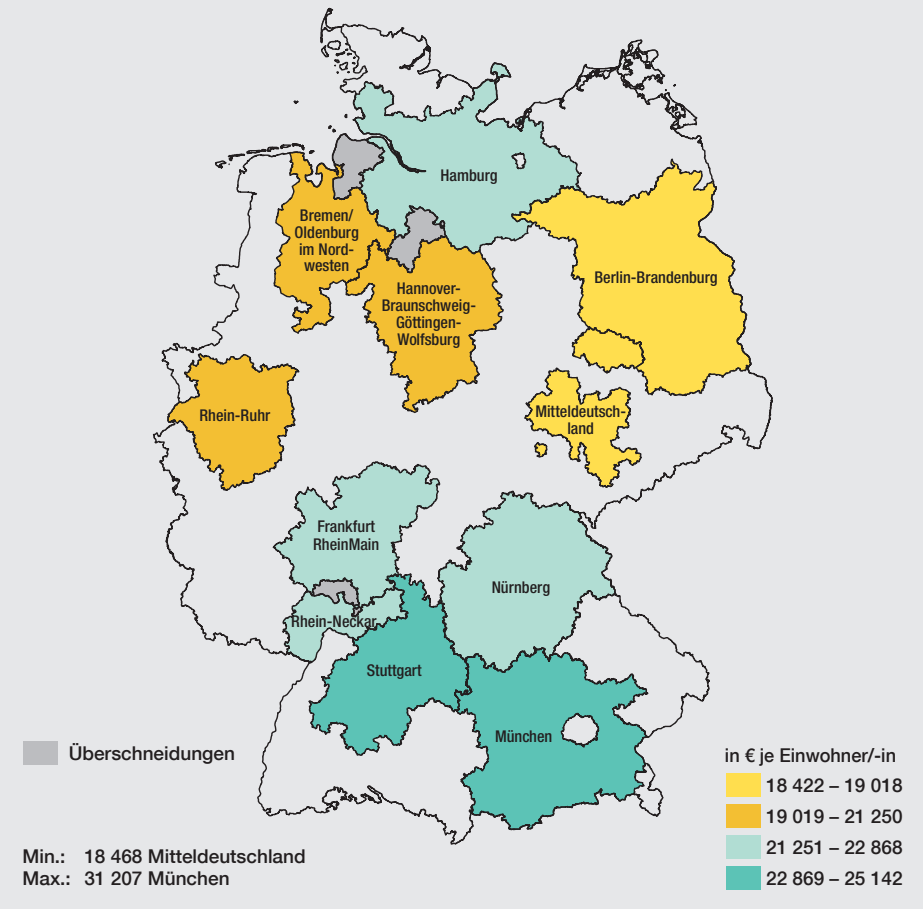 Hamburg
Bremen/
Oldenburg
im Nord-
westen
Berlin-Brandenburg
Hannover-
Braunschweig-
Göttingen-
Wolfsburg
Rhein-Ruhr
Mitteldeutsch-
land
Frankfurt
RheinMain
Nürnberg
Rhein-Neckar
Stuttgart
München
Überschneidungen
in € je Einwohner/-in
18 422 – 19 018
19 019 – 21 250
21 251 – 22 868
22 869 – 25 142
Min.: 18 468 Mitteldeutschland
Max.: 31 207 München